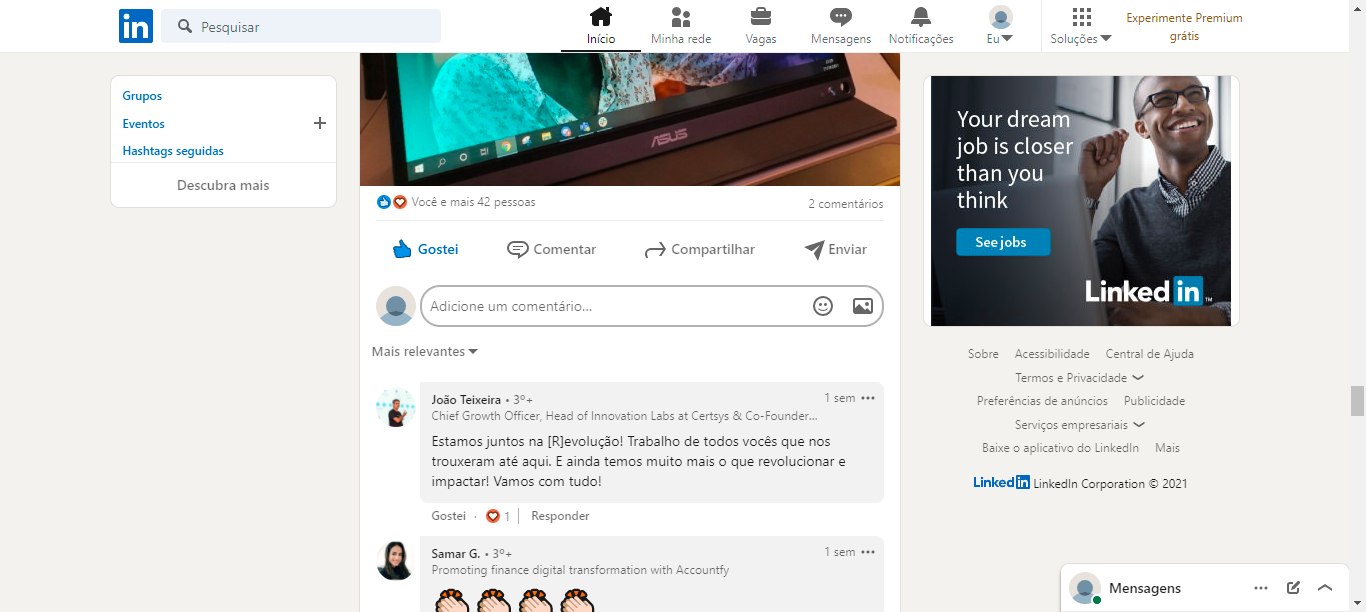 in
Pesquisar
Início
Minha rede
Vagas
Mensagens
Notificações
Eu
Soluções
Experimente Premium
grátis
Grupos
Eventos
Hashtags seguidas
Descubra mais
ASUS
Você e mais 42 pessoas
2 comentários
Gostei
Comentar
Compartilhar
Enviar
Adicione um comentário...
Mais relevantes
João Teixeira • 3º+
1 sem
Chief Growth Officer, Head of Innovation Labs at Certsys & Co-Founder...
Estamos juntos na [R]evolução! Trabalho de todos vocês que nos
trouxeram até aqui. E ainda temos muito mais o que revolucionar e
impactar! Vamos com tudo!
Gostei · 1 | Responder
Samar G. • 3º+
1 sem
Promoting finance digital transformation with Accountfy
Your dream
job is closer
than you
think
See jobs
Linked in TM
Sobre Acessibilidade Central de Ajuda
Termos e Privacidade
Preferências de anúncios Publicidade
Serviços empresariais
Baixe o aplicativo do LinkedIn Mais
Linked in LinkedIn Corporation © 2021
Mensagens